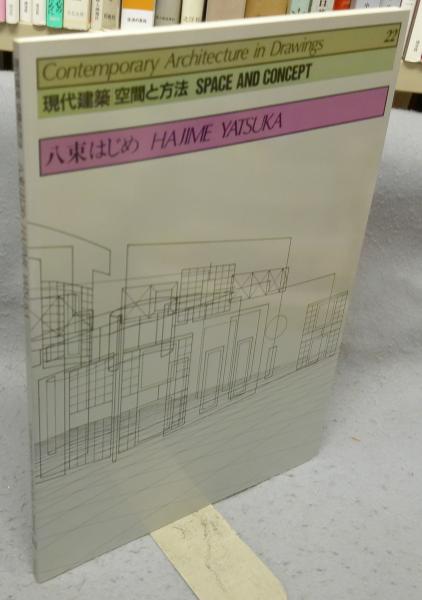 Contemporary Architecture in Drawings 22
現代建築 空間と方法 SPACE AND CONCEPT
八束はじめ HAJIME YATSUKA